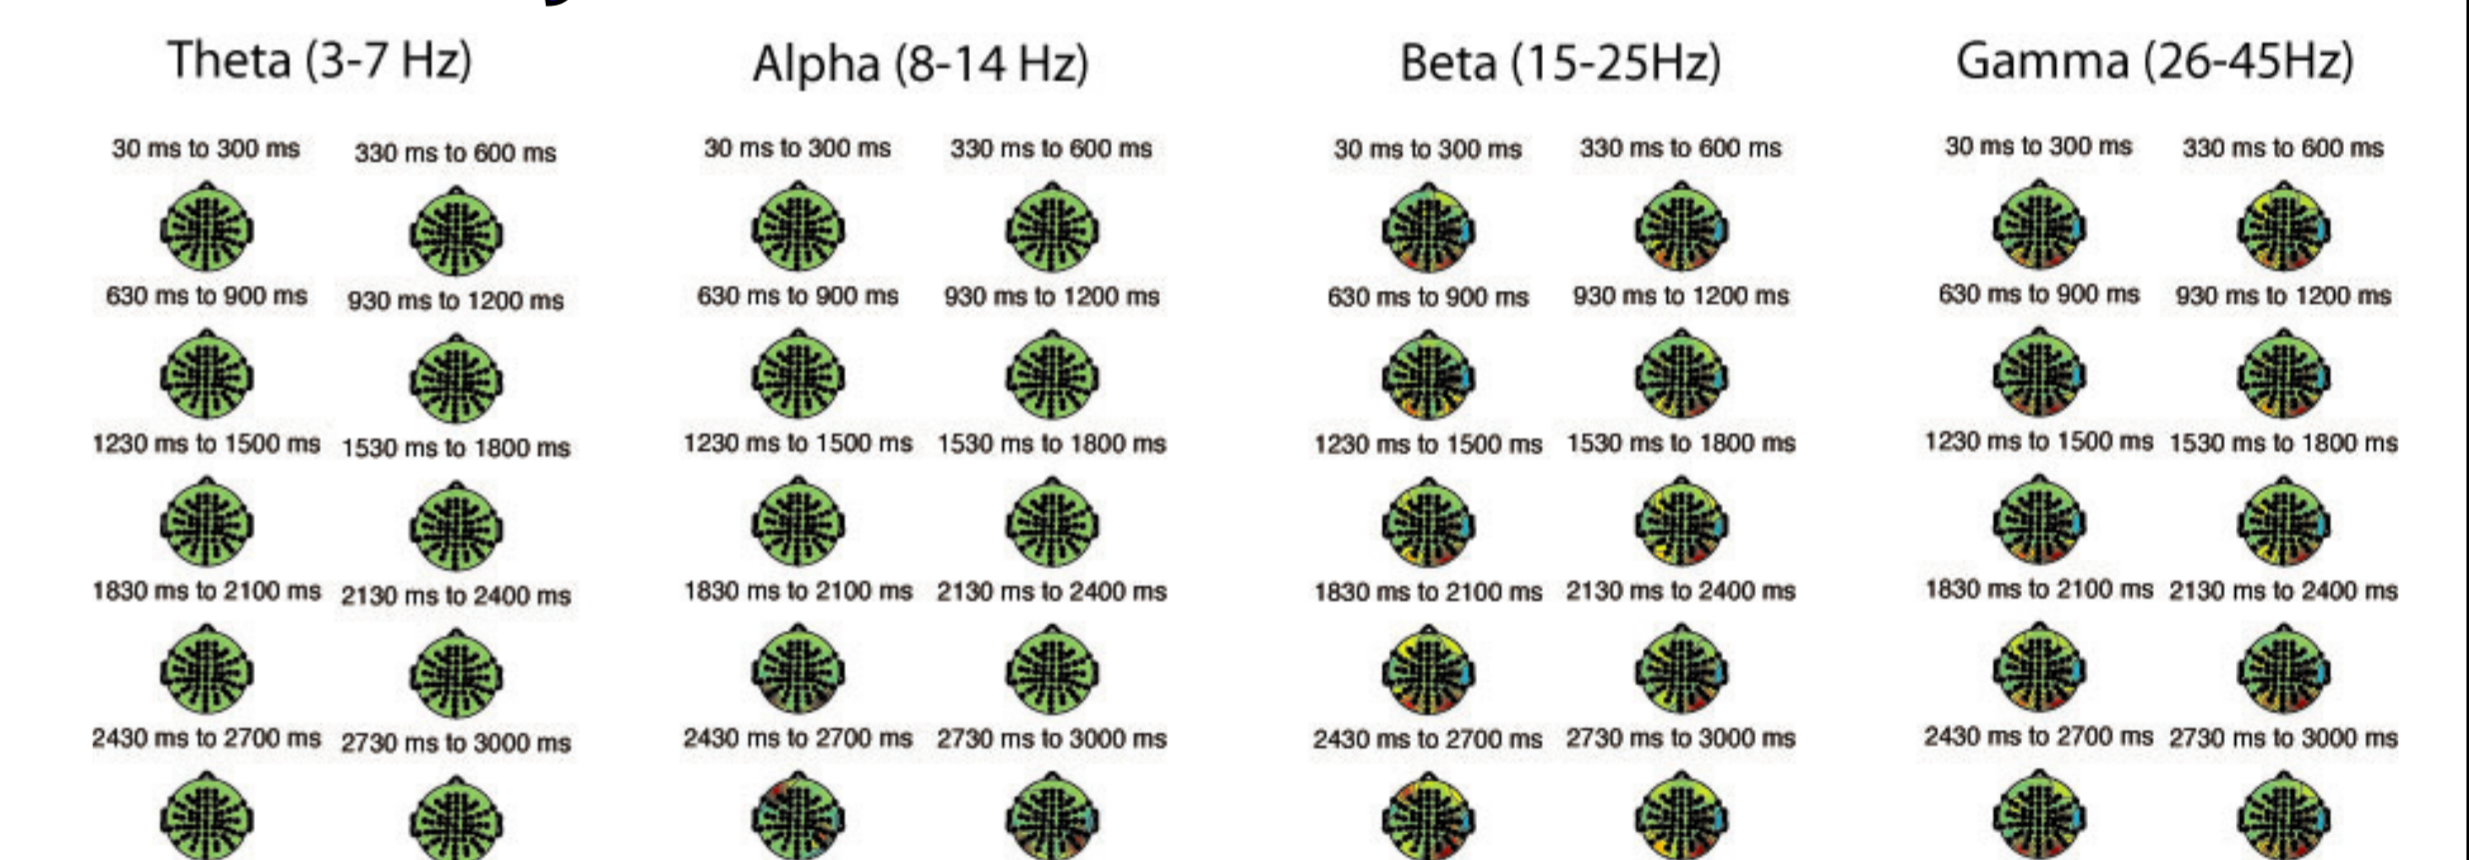 Theta (3-7 Hz)
Alpha (8-14 Hz)
Beta (15-25Hz)
Gamma (26-45Hz)
30 ms to 300 ms
330 ms to 600 ms
630 ms to 900 ms
930 ms to 1200 ms
1230 ms to 1500 ms
1530 ms to 1800 ms
1830 ms to 2100 ms
2130 ms to 2400 ms
2430 ms to 2700 ms
2730 ms to 3000 ms
30 ms to 300 ms
330 ms to 600 ms
630 ms to 900 ms
930 ms to 1200 ms
1230 ms to 1500 ms
1530 ms to 1800 ms
1830 ms to 2100 ms
2130 ms to 2400 ms
2430 ms to 2700 ms
2730 ms to 3000 ms
30 ms to 300 ms
330 ms to 600 ms
630 ms to 900 ms
930 ms to 1200 ms
1230 ms to 1500 ms
1530 ms to 1800 ms
1830 ms to 2100 ms
2130 ms to 2400 ms
2430 ms to 2700 ms
2730 ms to 3000 ms
30 ms to 300 ms
330 ms to 600 ms
630 ms to 900 ms
930 ms to 1200 ms
1230 ms to 1500 ms
1530 ms to 1800 ms
1830 ms to 2100 ms
2130 ms to 2400 ms
2430 ms to 2700 ms
2730 ms to 3000 ms